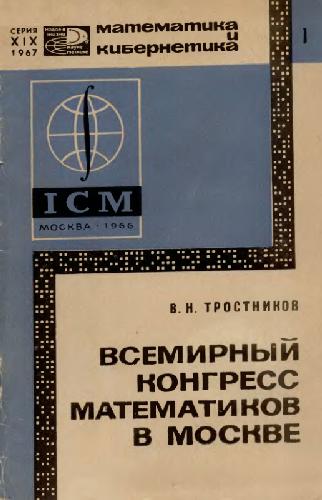 СЕРИЯ
XIX
1967
математика
и
кибернетика
1
ICM
МОСКВА · 1966
В. Н. ТРОСТНИКОВ
ВСЕМИРНЫЙ
КОНГРЕСС
МАТЕМАТИКОВ
В МОСКВЕ